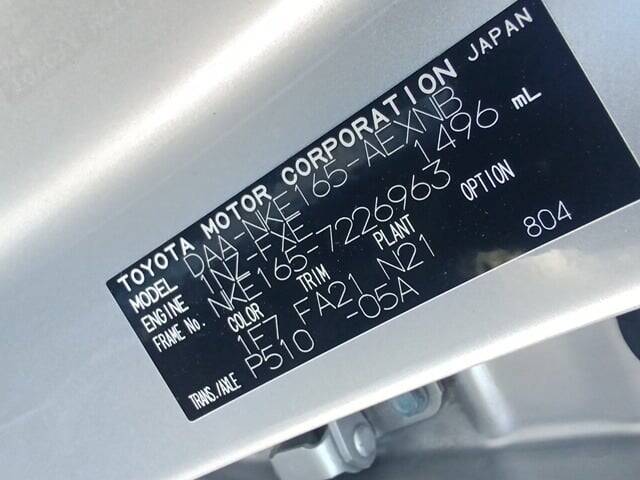 TOYOTA MOTOR CORPORATION JAPAN
MODEL DAA-NKE165-AEXNB
ENGINE 1NZ-FXE 1496 mL
FRAME No. NKE165-7226963
COLOR TRIM PLANT OPTION
1F7 FA21 N21 804
TRANS./AXLE P510 -05A